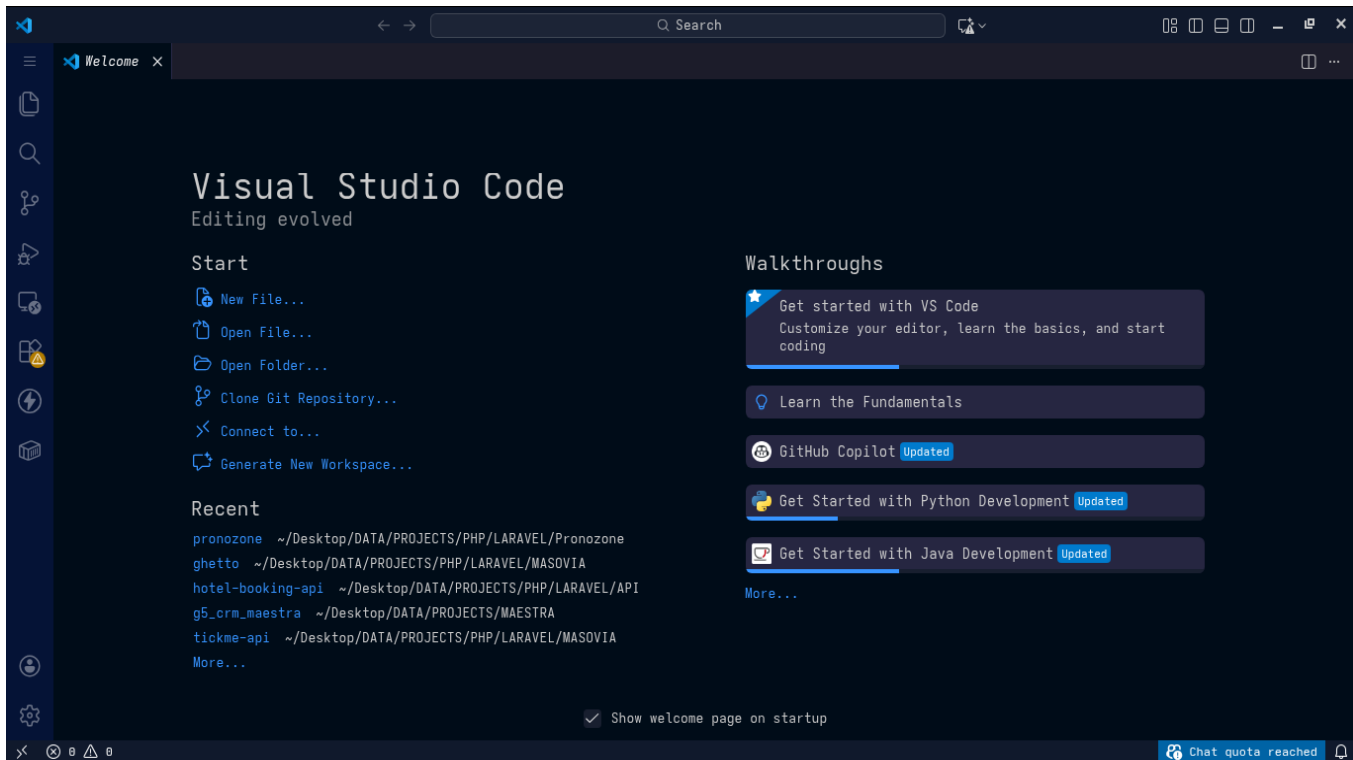 Search
Welcome
Visual Studio Code
Editing evolved
Start
New File...
Open File...
Open Folder...
Clone Git Repository...
Connect to...
Generate New Workspace...
Recent
pronozone ~/Desktop/DATA/PROJECTS/PHP/LARAVEL/Pronozone
ghetto ~/Desktop/DATA/PROJECTS/PHP/LARAVEL/MASOVIA
hotel-booking-api ~/Desktop/DATA/PROJECTS/PHP/LARAVEL/API
g5_crm_maestra ~/Desktop/DATA/PROJECTS/MAESTRA
tickme-api ~/Desktop/DATA/PROJECTS/PHP/LARAVEL/MASOVIA
More...
Walkthroughs
Get started with VS Code
Customize your editor, learn the basics, and start
coding
Learn the Fundamentals
GitHub Copilot Updated
Get Started with Python Development Updated
Get Started with Java Development Updated
More...
Show welcome page on startup
0 0
Chat quota reached